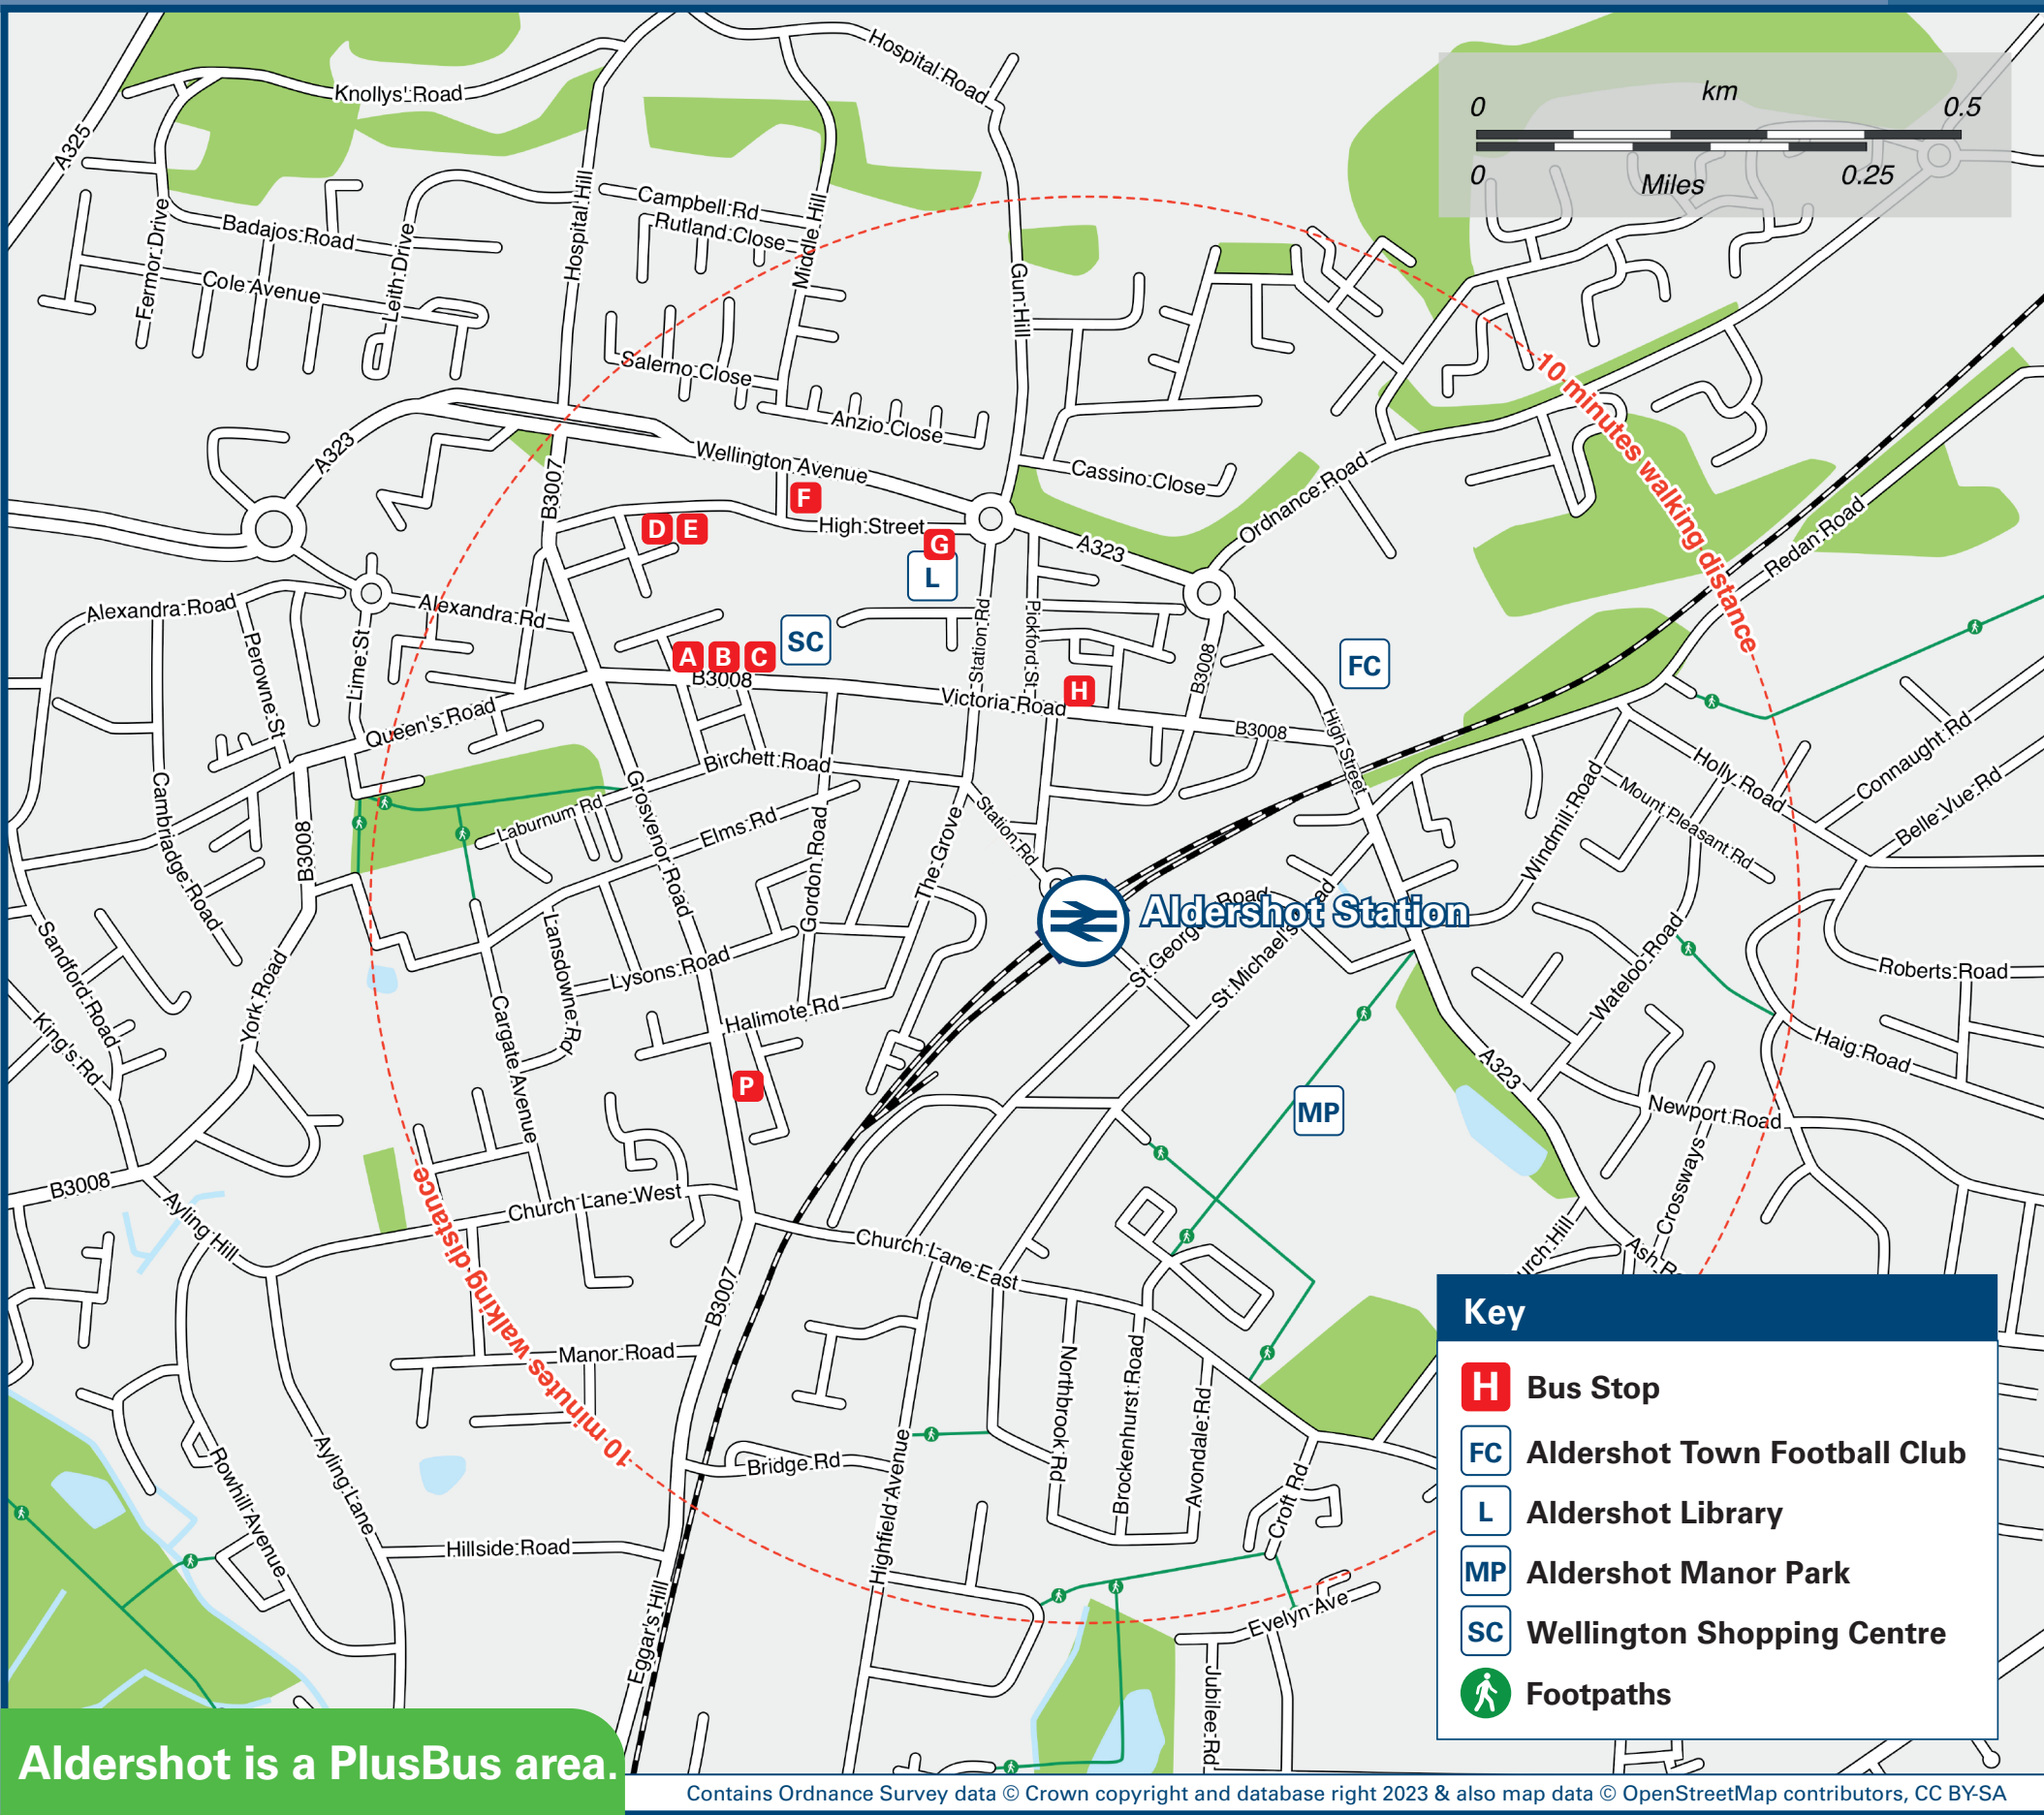 km
0
0.5
0
Miles
0.25
Hospital Road
Knollys' Road
A325
Fermor Drive
Badajos Road
Cole Avenue
Leith Drive
Hospital Hill
Campbell Rd
Rutland Close
Middle Hill
Gun Hill
Salerno Close
Anzio Close
Wellington Avenue
A323
B3007
Cassino Close
Ordnance Road
10 minutes walking distance
Redan Road
D
E
F
High Street
G
L
A323
Alexandra Road
Alexandra Rd
Perowne St
Lime St
Queen's Road
A
B
C
SC
B3008
Station Rd
Pickford St
H
Victoria Road
B3008
B3008
High Street
FC
Cambridge Road
B3008
Laburnum Rd
Grosvenor Road
Birchett Road
Elms Rd
Gordon Road
The Grove
Station Rd
Holly Road
Mount Pleasant Rd
Windmill Road
Connaught Rd
Belle Vue Rd
Aldershot Station
St George's Road
St Michael's Road
Sandford Road
King's Rd
York Road
Lansdowne Rd
Cargate Avenue
Lysons Road
Halimote Rd
P
MP
A323
Wateloo Road
Roberts Road
Haig Road
Newport Road
Crossways
B3008
Ayling Hill
Church Lane West
Church Lane East
B3007
10 minutes walking distance
Manor Road
Northbrook Rd
Brockenhurst Road
Avondale Rd
Croft Rd
Bridge Rd
Highfield Avenue
Rowhill Avenue
Ayling Lane
Hillside Road
Eggar's Hill
Evelyn Ave
Jubilee Rd
Key
H Bus Stop
FC Aldershot Town Football Club
L Aldershot Library
MP Aldershot Manor Park
SC Wellington Shopping Centre
Footpaths
Aldershot is a PlusBus area.
Contains Ordnance Survey data © Crown copyright and database right 2023 & also map data © OpenStreetMap contributors, CC BY-SA